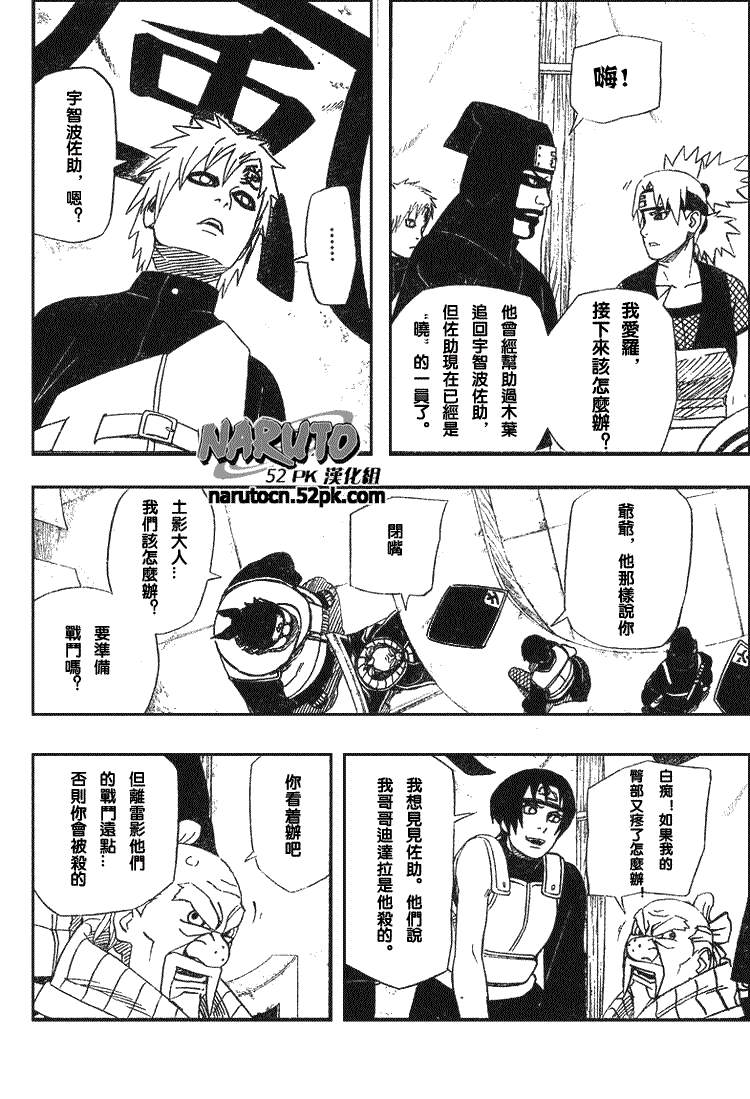 嗨！
我愛羅，
接下來該怎麼辦？
他曾經幫助過木葉
追回宇智波佐助，
但佐助現在已經是
“曉”的一員了。
……
宇智波佐助，嗯？
風
NARUTO
52 PK 漢化組
narutocn.52pk.com
爺爺，他那樣說你
閉嘴
土影大人…
我們該怎麼辦？
要準備
戰鬥嗎？
水
白痴！如果我的
臀部又疼了怎麼辦！
我想見見佐助。他們說
我哥哥迪達拉是他殺的。
你看着辦吧
但離雷影他們
的戰鬥遠點…
否則你會被殺的